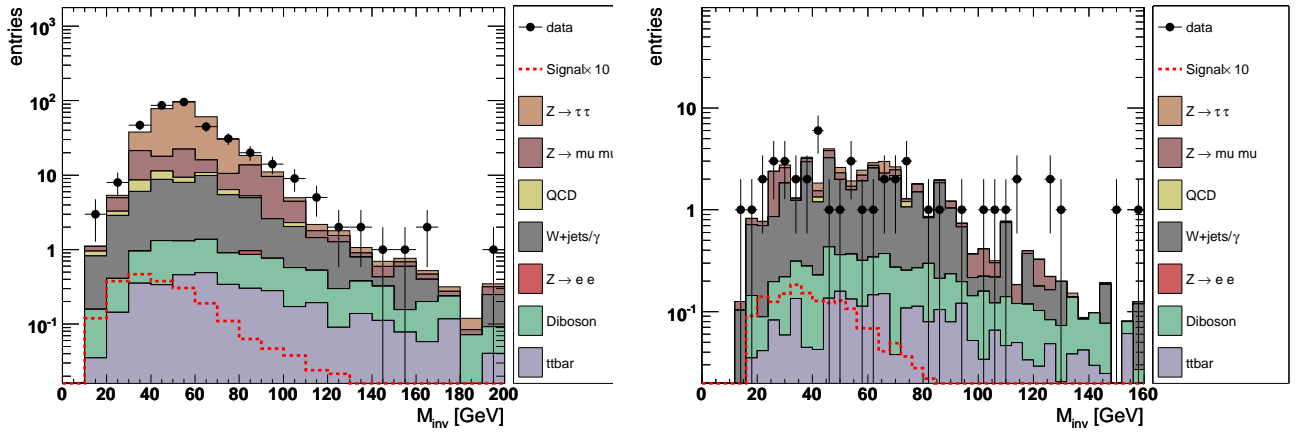 entries
10³
10²
10
1
10⁻¹
0 20 40 60 80 100 120 140 160 180 200
M_inv [GeV]
data
Signal× 10
Z → τ τ
Z → mu mu
QCD
W+jets/γ
Z → e e
Diboson
ttbar
entries
10
1
10⁻¹
0 20 40 60 80 100 120 140 160
M_inv [GeV]
data
Signal× 10
Z → τ τ
Z → mu mu
QCD
W+jets/γ
Z → e e
Diboson
ttbar